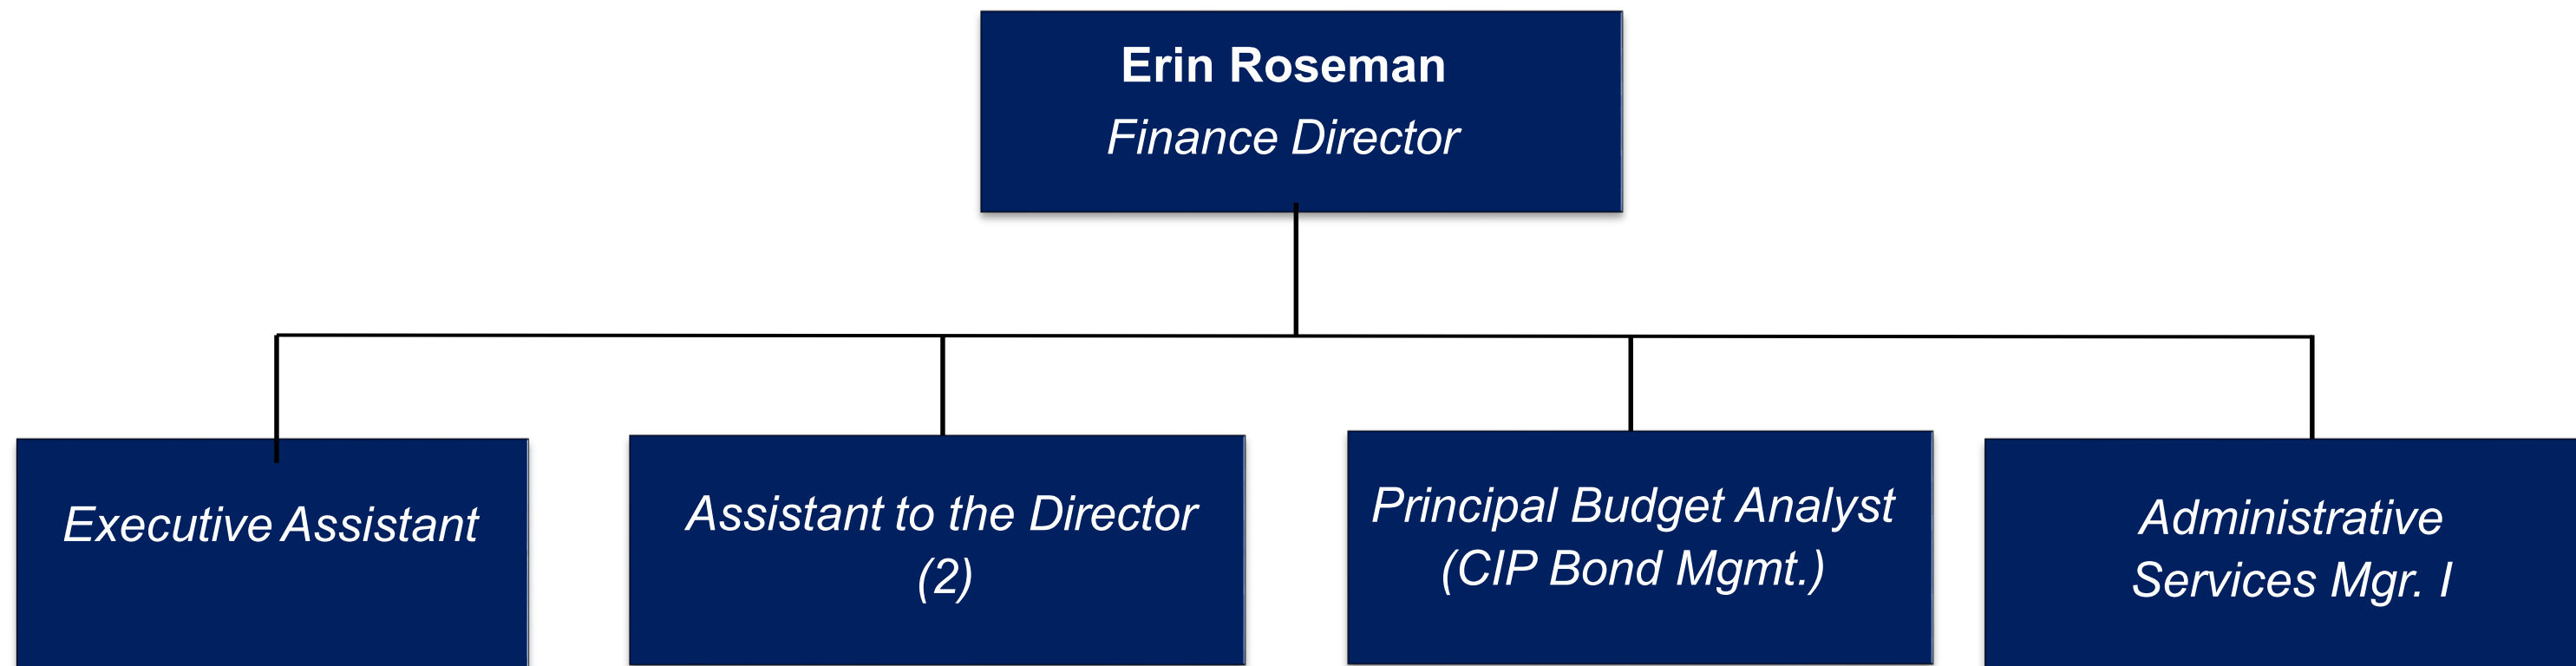 Erin Roseman
Finance Director
Executive Assistant
Assistant to the Director
(2)
Principal Budget Analyst
(CIP Bond Mgmt.)
Administrative
Services Mgr. I